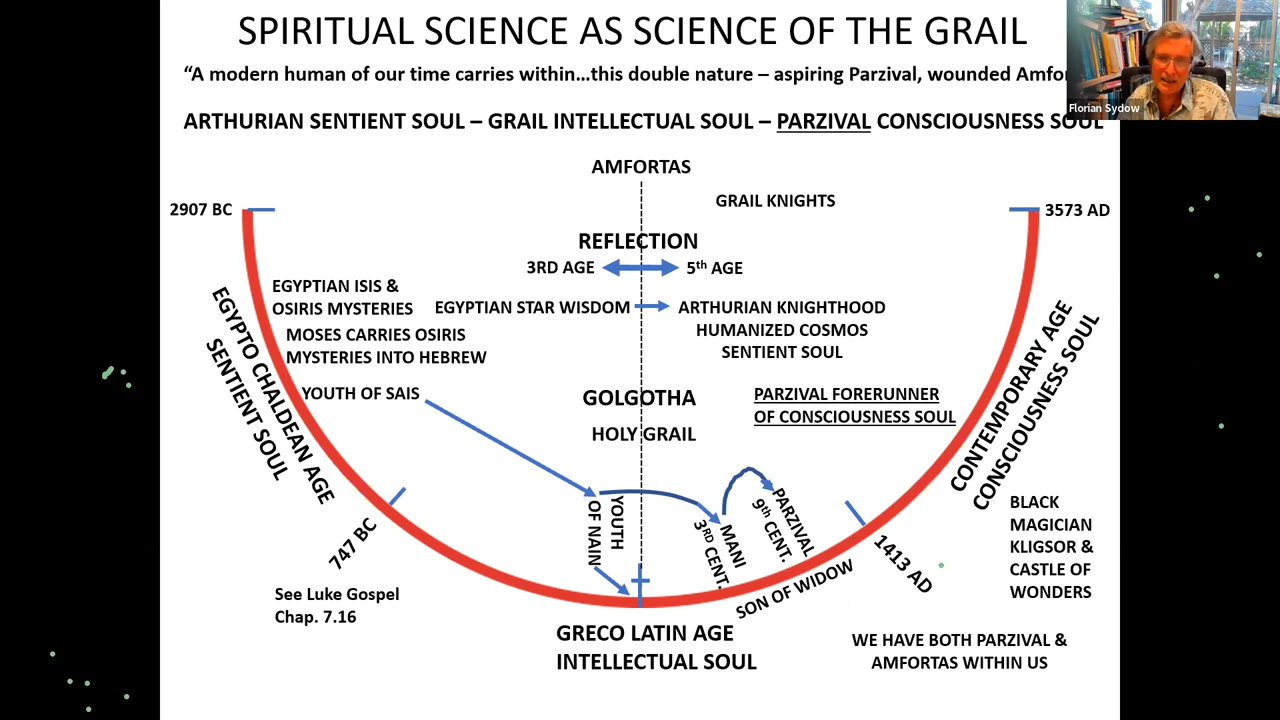 SPIRITUAL SCIENCE AS SCIENCE OF THE GRAIL
“A modern human of our time carries within…this double nature – aspiring Parzival, wounded Amfor
Florian Sydow
ARTHURIAN SENTIENT SOUL – GRAIL INTELLECTUAL SOUL – PARZIVAL CONSCIOUSNESS SOUL
AMFORTAS
GRAIL KNIGHTS
2907 BC
3573 AD
REFLECTION
3RD AGE
5th AGE
EGYPTIAN ISIS &
OSIRIS MYSTERIES
EGYPTIAN STAR WISDOM
ARTHURIAN KNIGHTHOOD
HUMANIZED COSMOS
SENTIENT SOUL
MOSES CARRIES OSIRIS
MYSTERIES INTO HEBREW
YOUTH OF SAIS
EGYPTO CHALDEAN AGE
SENTIENT SOUL
GOLGOTHA
HOLY GRAIL
PARZIVAL FORERUNNER
OF CONSCIOUSNESS SOUL
CONTEMPORARY AGE
CONSCIOUSNESS SOUL
YOUTH
OF NAIN
MANI
3RD CENT.
PARZIVAL
9th CENT.
BLACK
MAGICIAN
KLIGSOR &
CASTLE OF
WONDERS
747 BC
1413 AD
SON OF WIDOW
See Luke Gospel
Chap. 7.16
GRECO LATIN AGE
INTELLECTUAL SOUL
WE HAVE BOTH PARZIVAL &
AMFORTAS WITHIN US